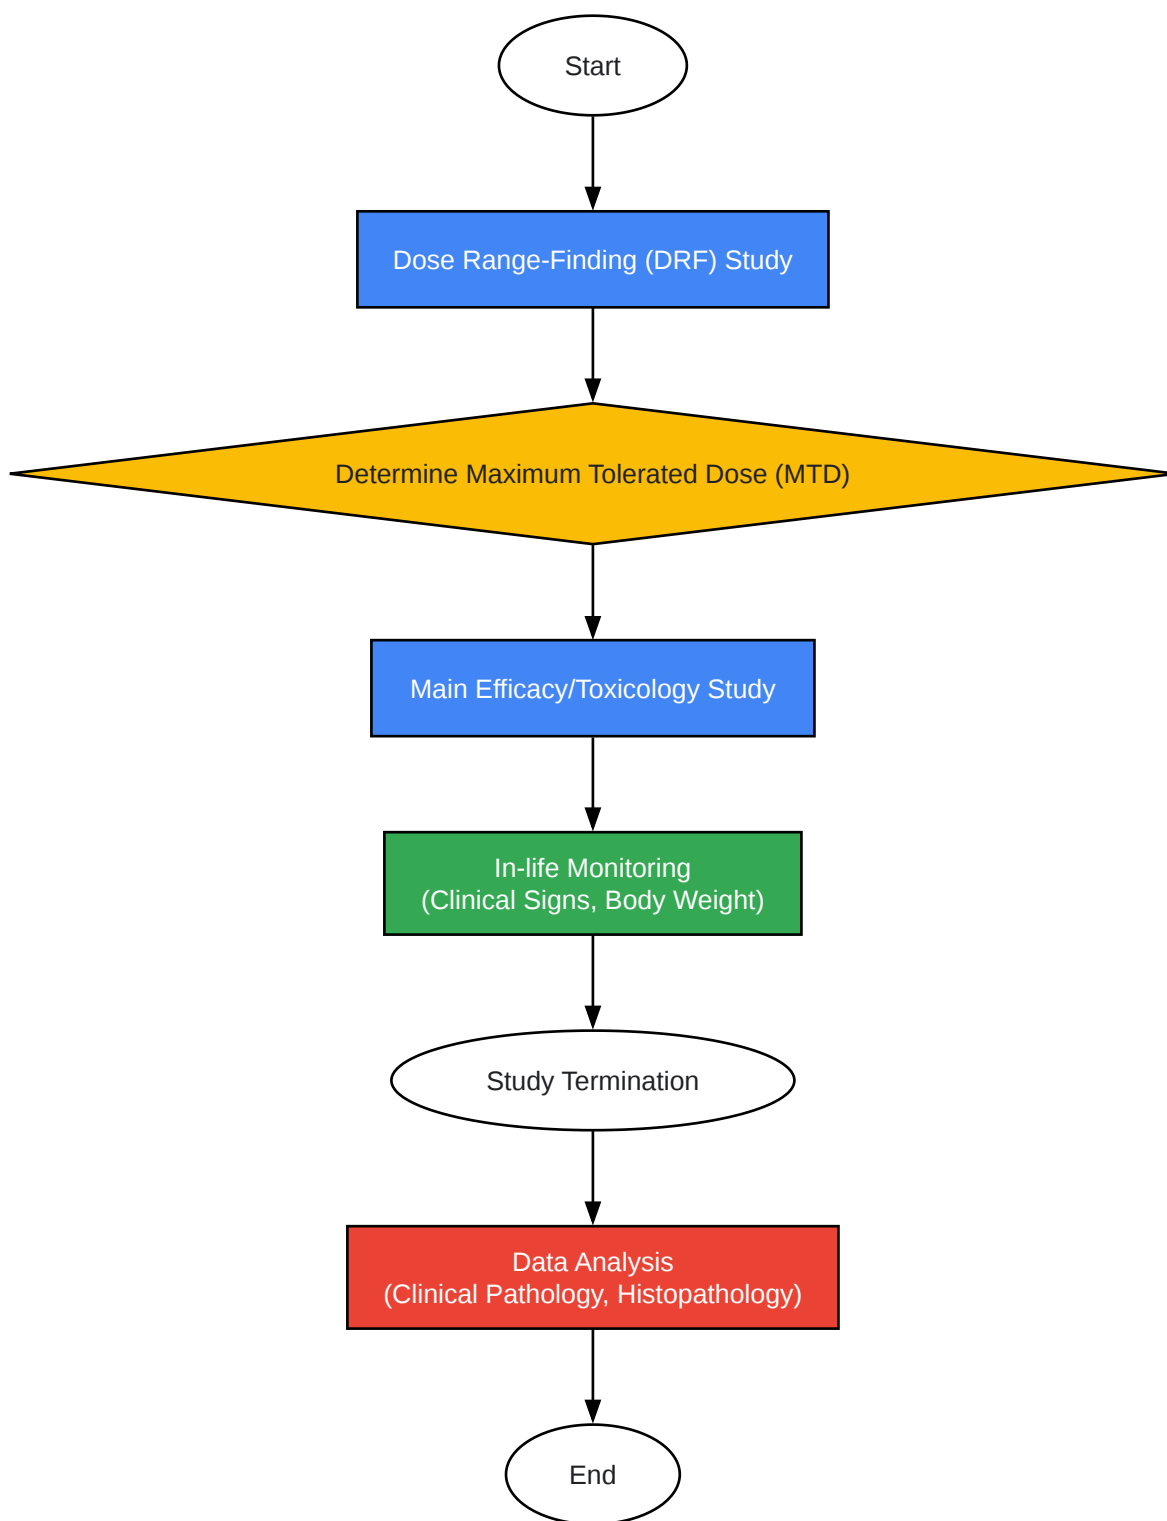 Start
Dose Range-Finding (DRF) Study
Determine Maximum Tolerated Dose (MTD)
Main Efficacy/Toxicology Study
In-life Monitoring
(Clinical Signs, Body Weight)
Study Termination
Data Analysis
(Clinical Pathology, Histopathology)
End